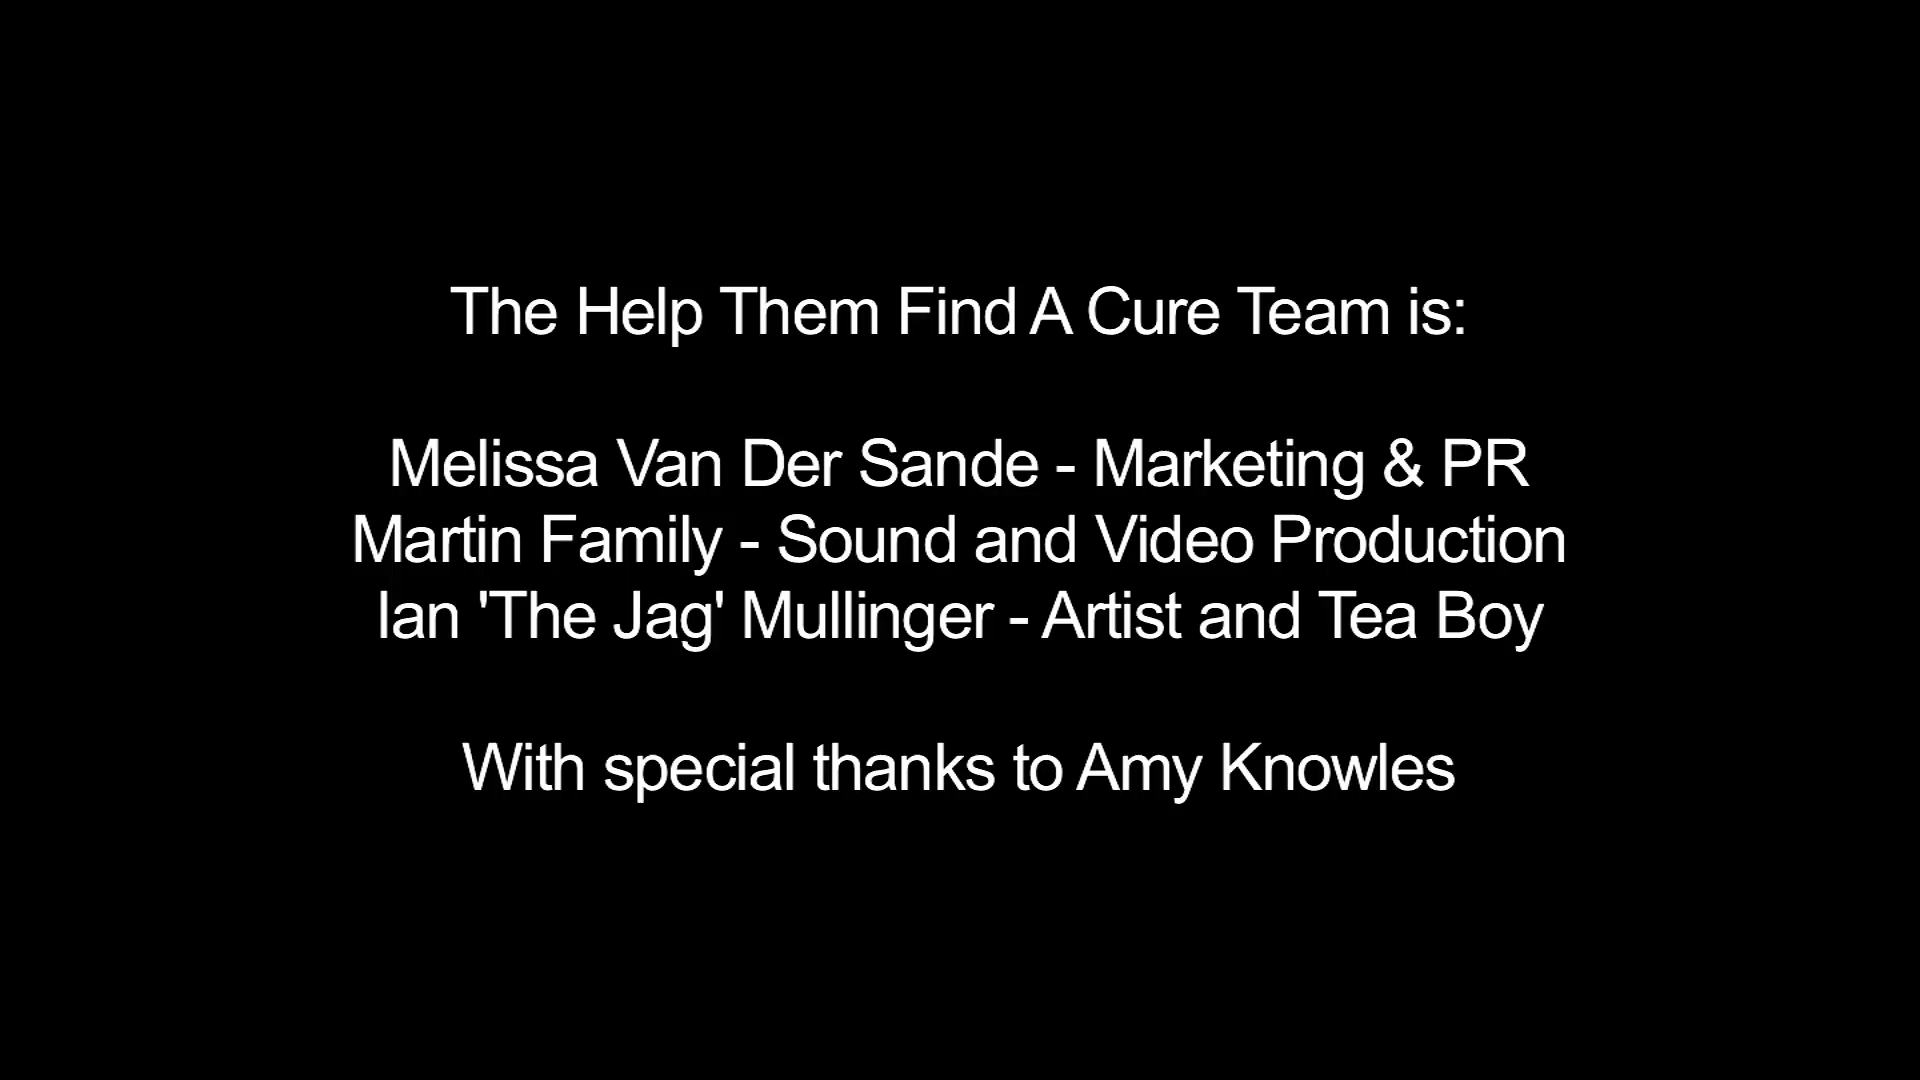 The Help Them Find A Cure Team is:
Melissa Van Der Sande - Marketing & PR
Martin Family - Sound and Video Production
Ian 'The Jag' Mullinger - Artist and Tea Boy
With special thanks to Amy Knowles